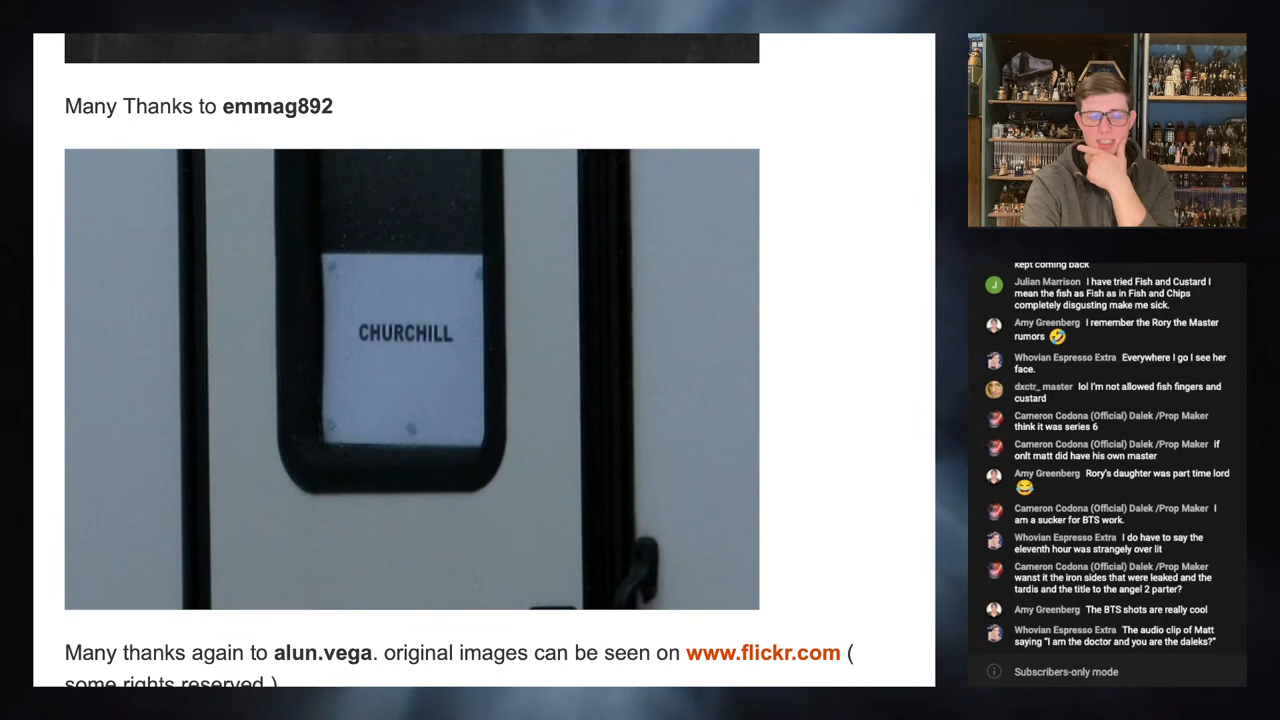 Many Thanks to emmag892
CHURCHILL
Many thanks again to alun.vega. original images can be seen on www.flickr.com (
some rights reserved )
kept coming back
Julian Marrison I have tried Fish and Custard I
mean the fish as Fish as in Fish and Chips
completely disgusting make me sick.
Amy Greenberg I remember the Rory the Master
rumors 🤣
Whovian Espresso Extra Everywhere I go I see her
face.
dxctr_ master lol I'm not allowed fish fingers and
custard
Cameron Codona (Official) Dalek /Prop Maker
think it was series 6
Cameron Codona (Official) Dalek /Prop Maker if
onlt matt did have his own master
Amy Greenberg Rory's daughter was part time lord
😂
Cameron Codona (Official) Dalek /Prop Maker I
am a sucker for BTS work.
Whovian Espresso Extra I do have to say the
eleventh hour was strangely over lit
Cameron Codona (Official) Dalek /Prop Maker
wanst it the iron sides that were leaked and the
tardis and the title to the angel 2 parter?
Amy Greenberg The BTS shots are really cool
Whovian Espresso Extra The audio clip of Matt
saying "I am the doctor and you are the daleks?"
Subscribers-only mode